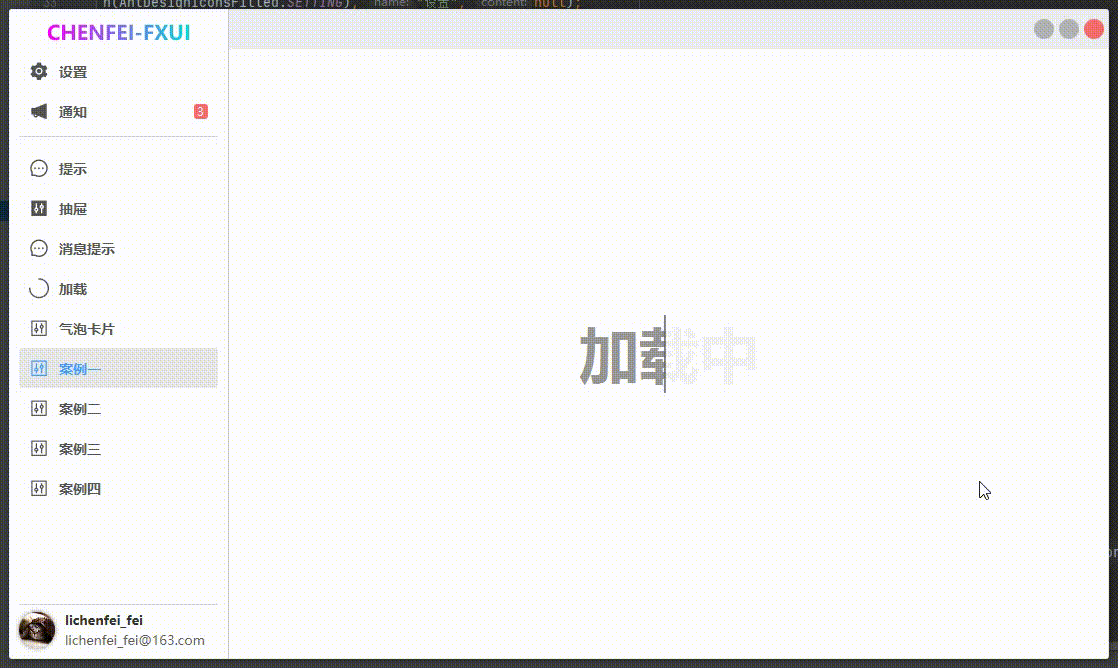 n(AntDesignIconsFilled.SETTING), name: "设置", content: null);
CHENFEI-FXUI
设置
通知 3
提示
抽屉
消息提示
加载
气泡卡片
案例一
案例二
案例三
案例四
加载中
lichenfei_fei
lichenfei_fei@163.com